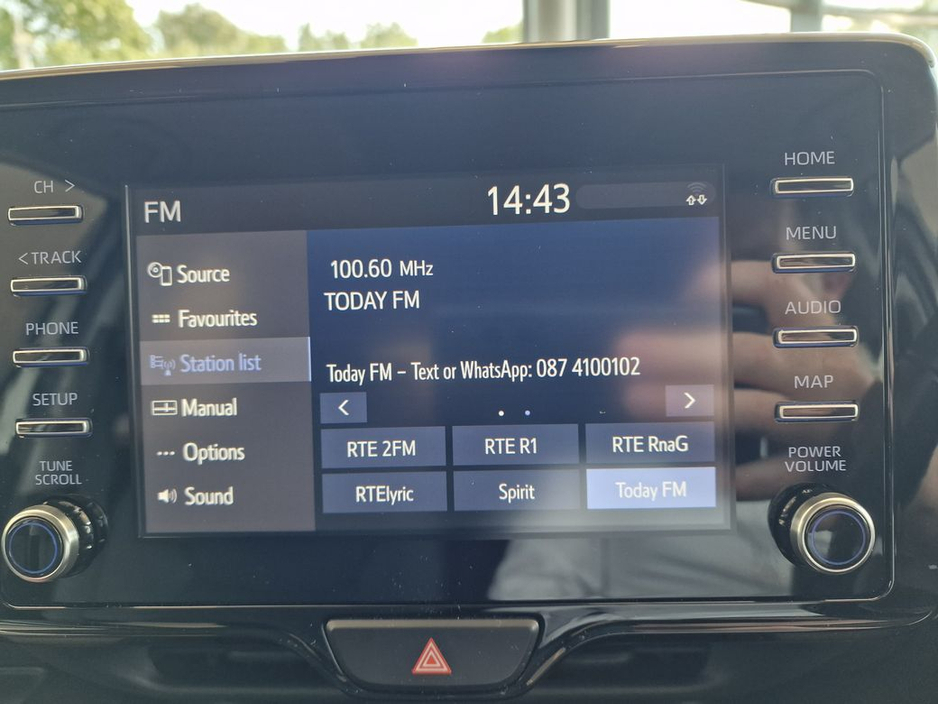 CH >
< TRACK
PHONE
SETUP
TUNE
SCROLL
FM
14:43
Source
Favourites
Station list
Manual
Options
Sound
100.60 MHz
TODAY FM
Today FM – Text or WhatsApp: 087 4100102
< >
RTE 2FM RTE R1 RTE RnaG
RTElyric Spirit Today FM
HOME
MENU
AUDIO
MAP
POWER
VOLUME